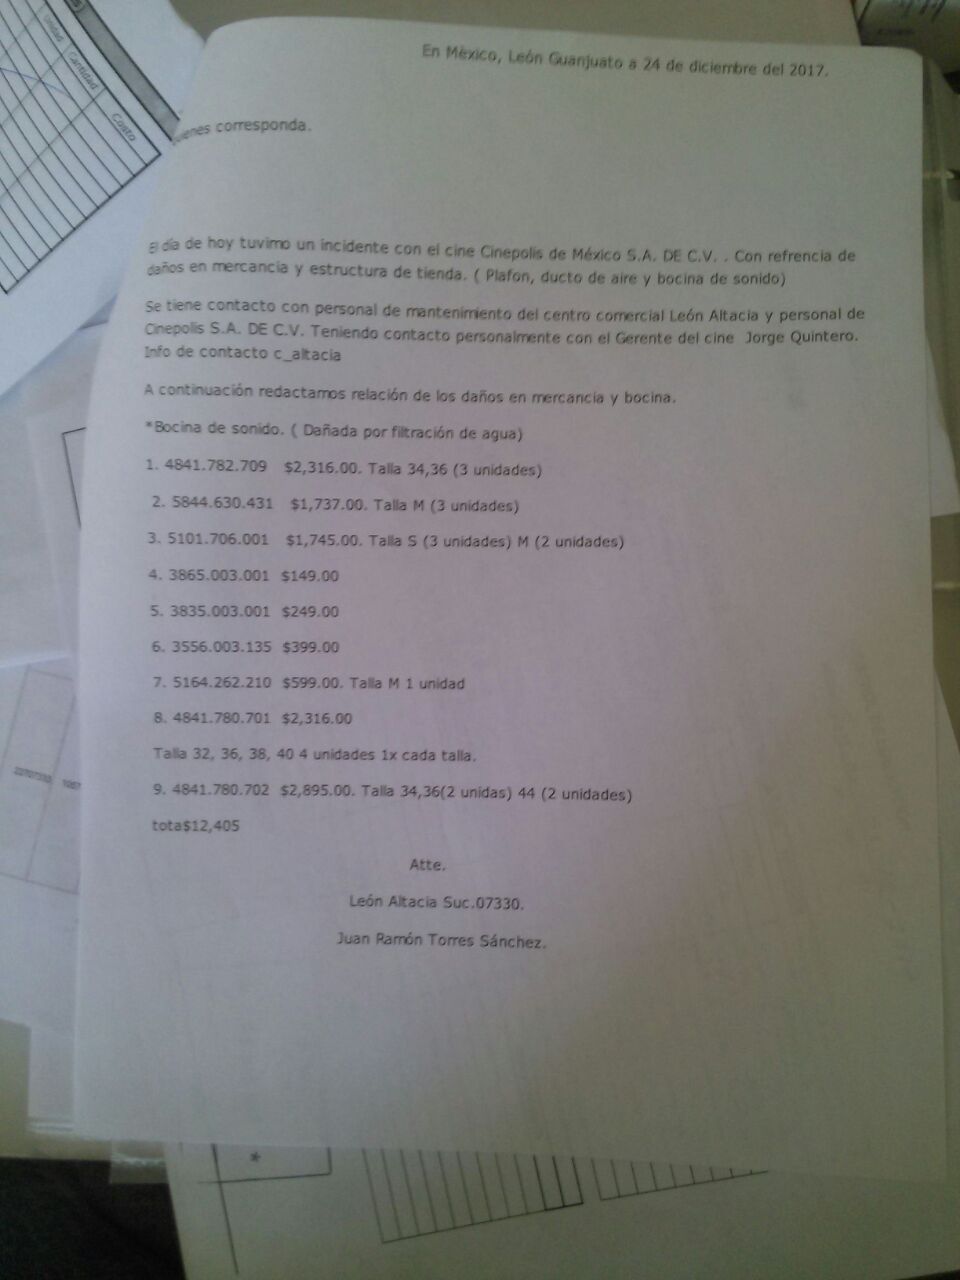 Unidad
Cantidad
Costo
En Mèxico, León Guanjuato a 24 de diciembre del 2017.
corresponda.
El día de hoy tuvimo un incidente con el cine Cinepolis de México S.A. DE C.V. . Con refrencia de
daños en mercancia y estructura de tienda. ( Plafon, ducto de aire y bocina de sonido)
Se tiene contacto con personal de mantenimiento del centro comercial León Altacia y personal de
Cinepolis S.A. DE C.V. Teniendo contacto personalmente con el Gerente del cine Jorge Quintero.
Info de contacto c_altacia
A continuación redactamos relación de los daños en mercancia y bocina.
*Bocina de sonido. ( Dañada por filtración de agua)
1. 4841.782.709 $2,316.00. Talla 34,36 (3 unidades)
2. 5844.630.431 $1,737.00. Talla M (3 unidades)
3. 5101.706.001 $1,745.00. Talla S (3 unidades) M (2 unidades)
4. 3865.003.001 $149.00
5. 3835.003.001 $249.00
6. 3556.003.135 $399.00
7. 5164.262.210 $599.00. Talla M 1 unidad
8. 4841.780.701 $2,316.00
Talla 32, 36, 38, 40 4 unidades 1x cada talla.
9. 4841.780.702 $2,895.00. Talla 34,36(2 unidas) 44 (2 unidades)
tota$12,405
Atte.
León Altacia Suc.07330.
Juan Ramón Torres Sánchez.
*